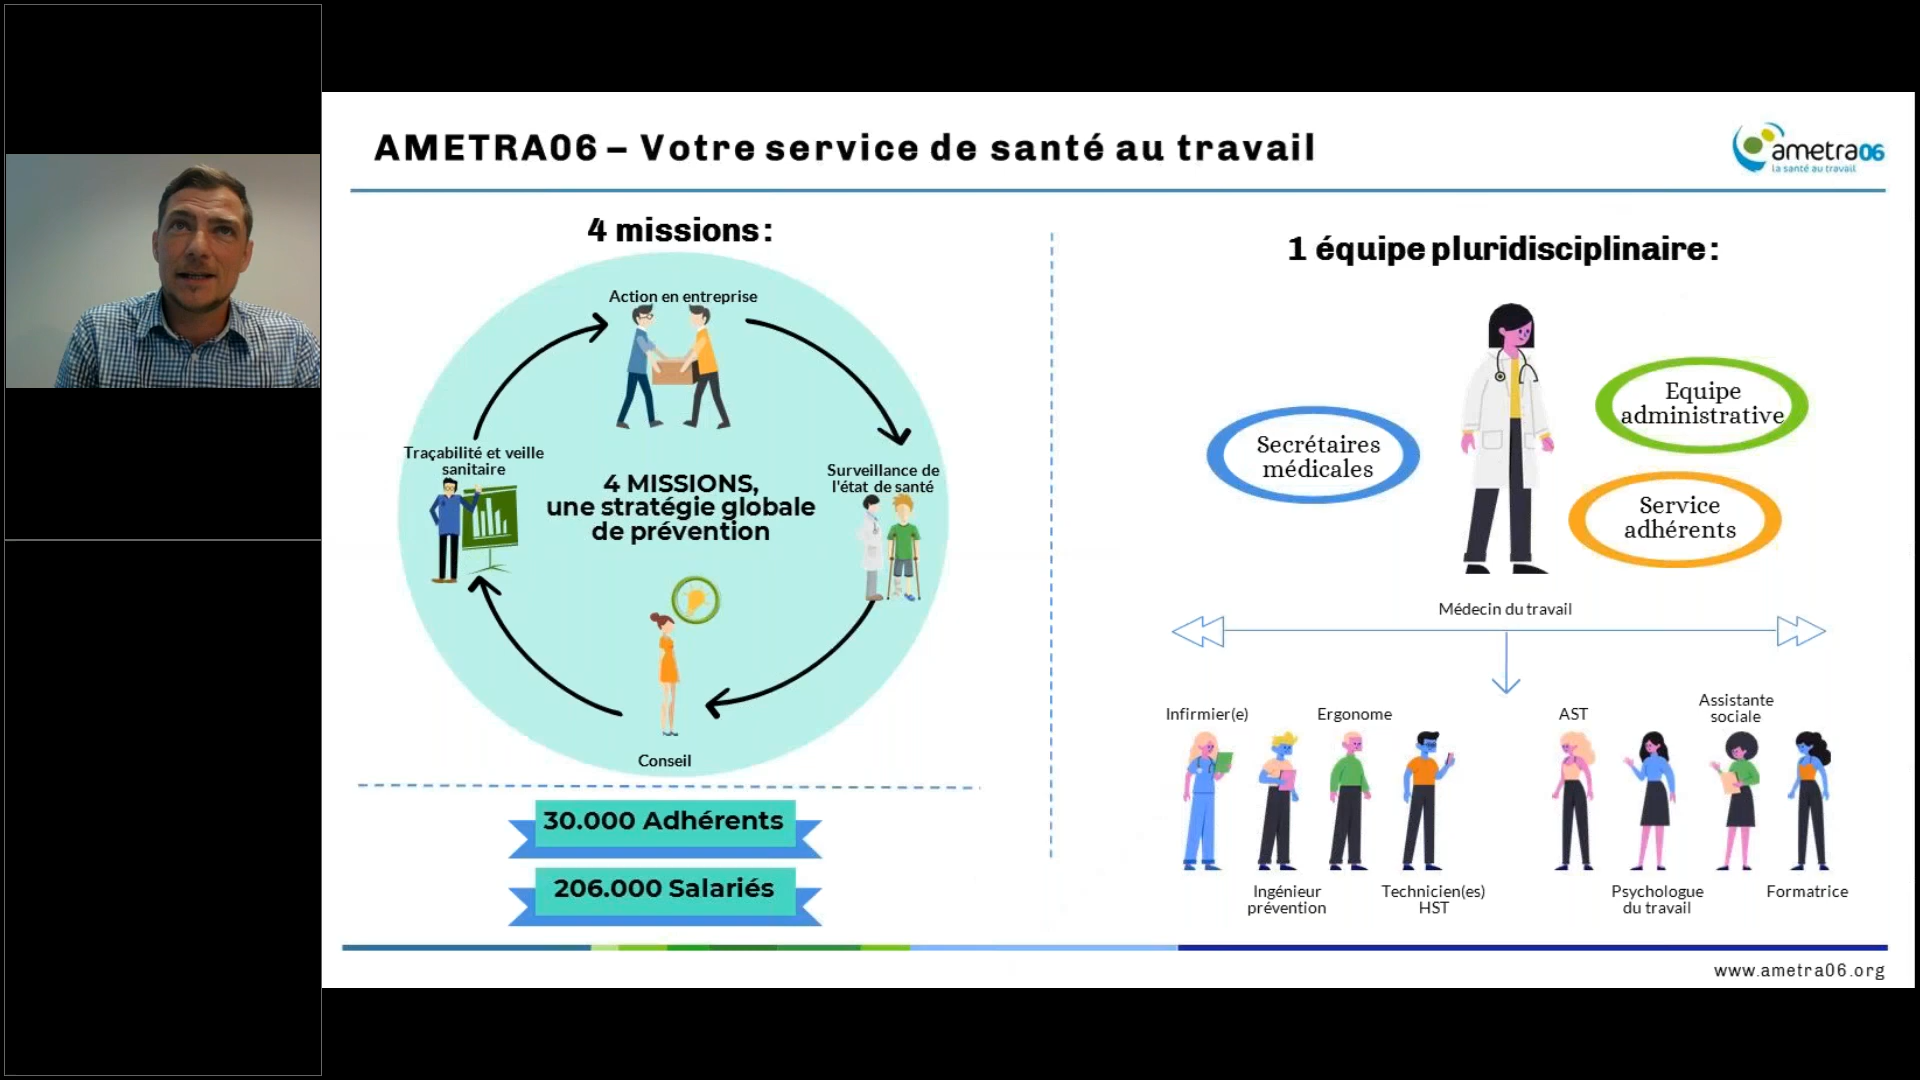 AMETRA06 – Votre service de santé au travail
ametra06
la santé au travail
4 missions :
Action en entreprise
Traçabilité et veille
sanitaire
Surveillance de
l'état de santé
4 MISSIONS,
une stratégie globale
de prévention
Conseil
30.000 Adhérents
206.000 Salariés
1 équipe pluridisciplinaire :
Equipe
administrative
Secrétaires
médicales
Service
adhérents
Médecin du travail
Infirmier(e)
Ergonome
AST
Assistante
sociale
Ingénieur
prévention
Technicien(es)
HST
Psychologue
du travail
Formatrice
www.ametra06.org